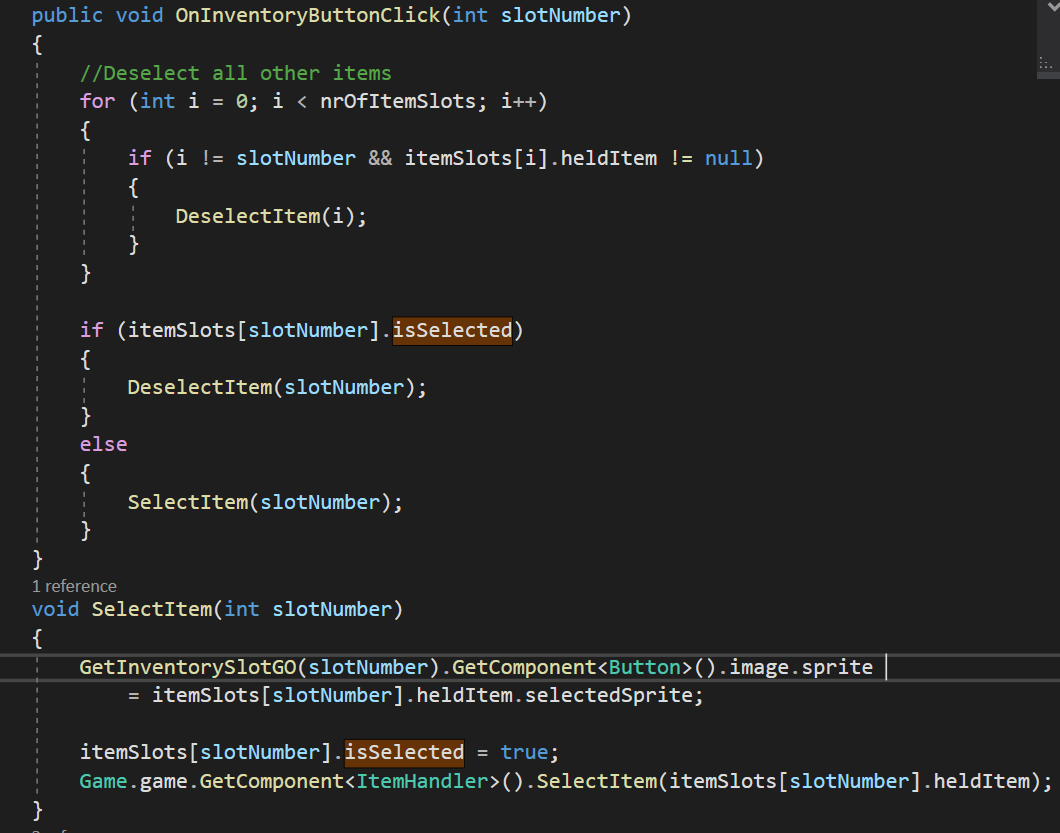 public void OnInventoryButtonClick(int slotNumber)
{
//Deselect all other items
for (int i = 0; i < nrOfItemSlots; i++)
{
if (i != slotNumber && itemSlots[i].heldItem != null)
{
DeselectItem(i);
}
}
if (itemSlots[slotNumber].isSelected)
{
DeselectItem(slotNumber);
}
else
{
SelectItem(slotNumber);
}
}
1 reference
void SelectItem(int slotNumber)
{
GetInventorySlotGO(slotNumber).GetComponent<Button>().image.sprite
= itemSlots[slotNumber].heldItem.selectedSprite;
itemSlots[slotNumber].isSelected = true;
Game.game.GetComponent<ItemHandler>().SelectItem(itemSlots[slotNumber].heldItem);
}